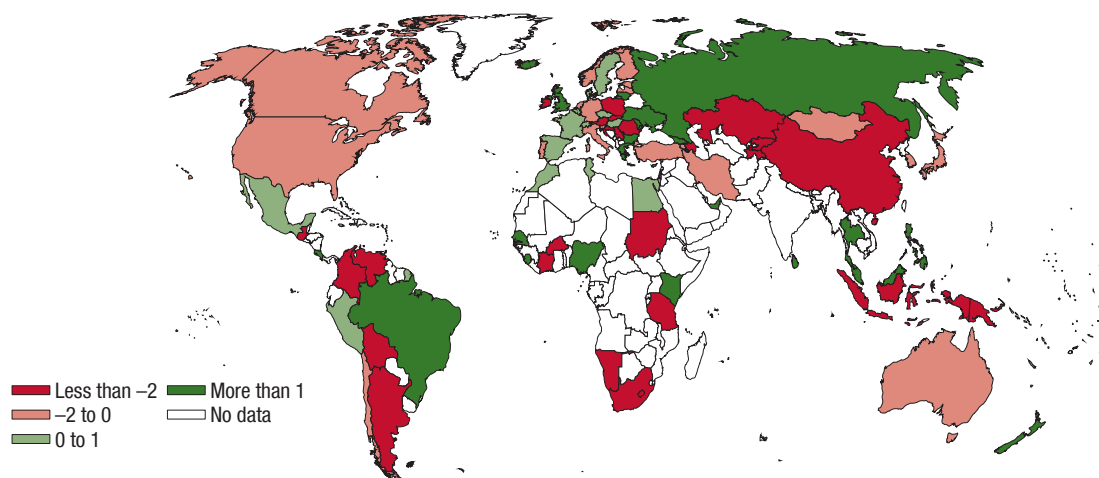 Less than –2
–2 to 0
0 to 1
More than 1
No data